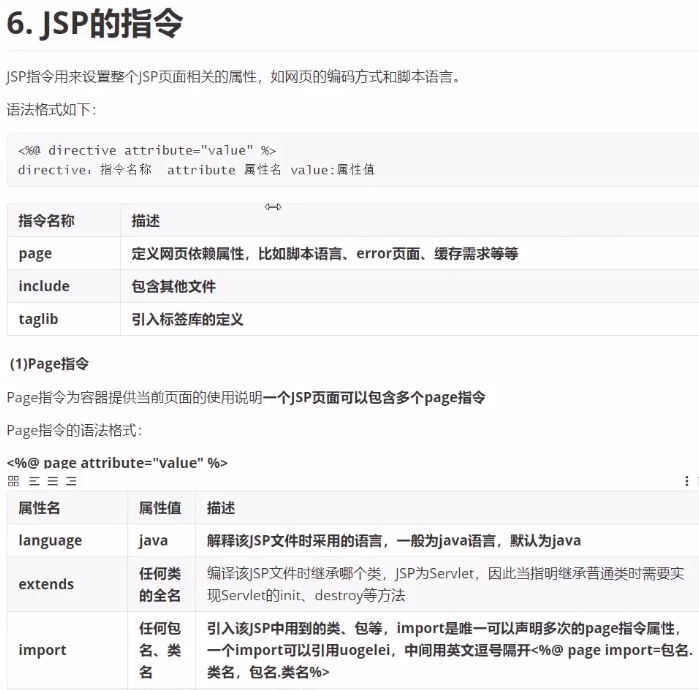 6. JSP的指令
JSP指令用来设置整个JSP页面相关的属性，如网页的编码方式和脚本语言。
语法格式如下：
<%@ directive attribute="value" %>
directive：指令名称 attribute 属性名 value:属性值
指令名称 描述
page 定义网页依赖属性，比如脚本语言、error页面、缓存需求等等
include 包含其他文件
taglib 引入标签库的定义
(1)Page指令
Page指令为容器提供当前页面的使用说明一个JSP页面可以包含多个page指令
Page指令的语法格式：
<%@ page attribute="value" %>
属性名 属性值 描述
language java 解释该JSP文件时采用的语言，一般为java语言，默认为java
extends 任何类的全名 编译该JSP文件时继承哪个类，JSP为Servlet，因此当指明继承普通类时需要实
现Servlet的init、destroy等方法
import 任何包名、类名 引入该JSP中用到的类、包等，import是唯一可以声明多次的page指令属性，
一个import可以引用uogelei，中间用英文逗号隔开<%@ page import=包名.
类名，包名.类名%>